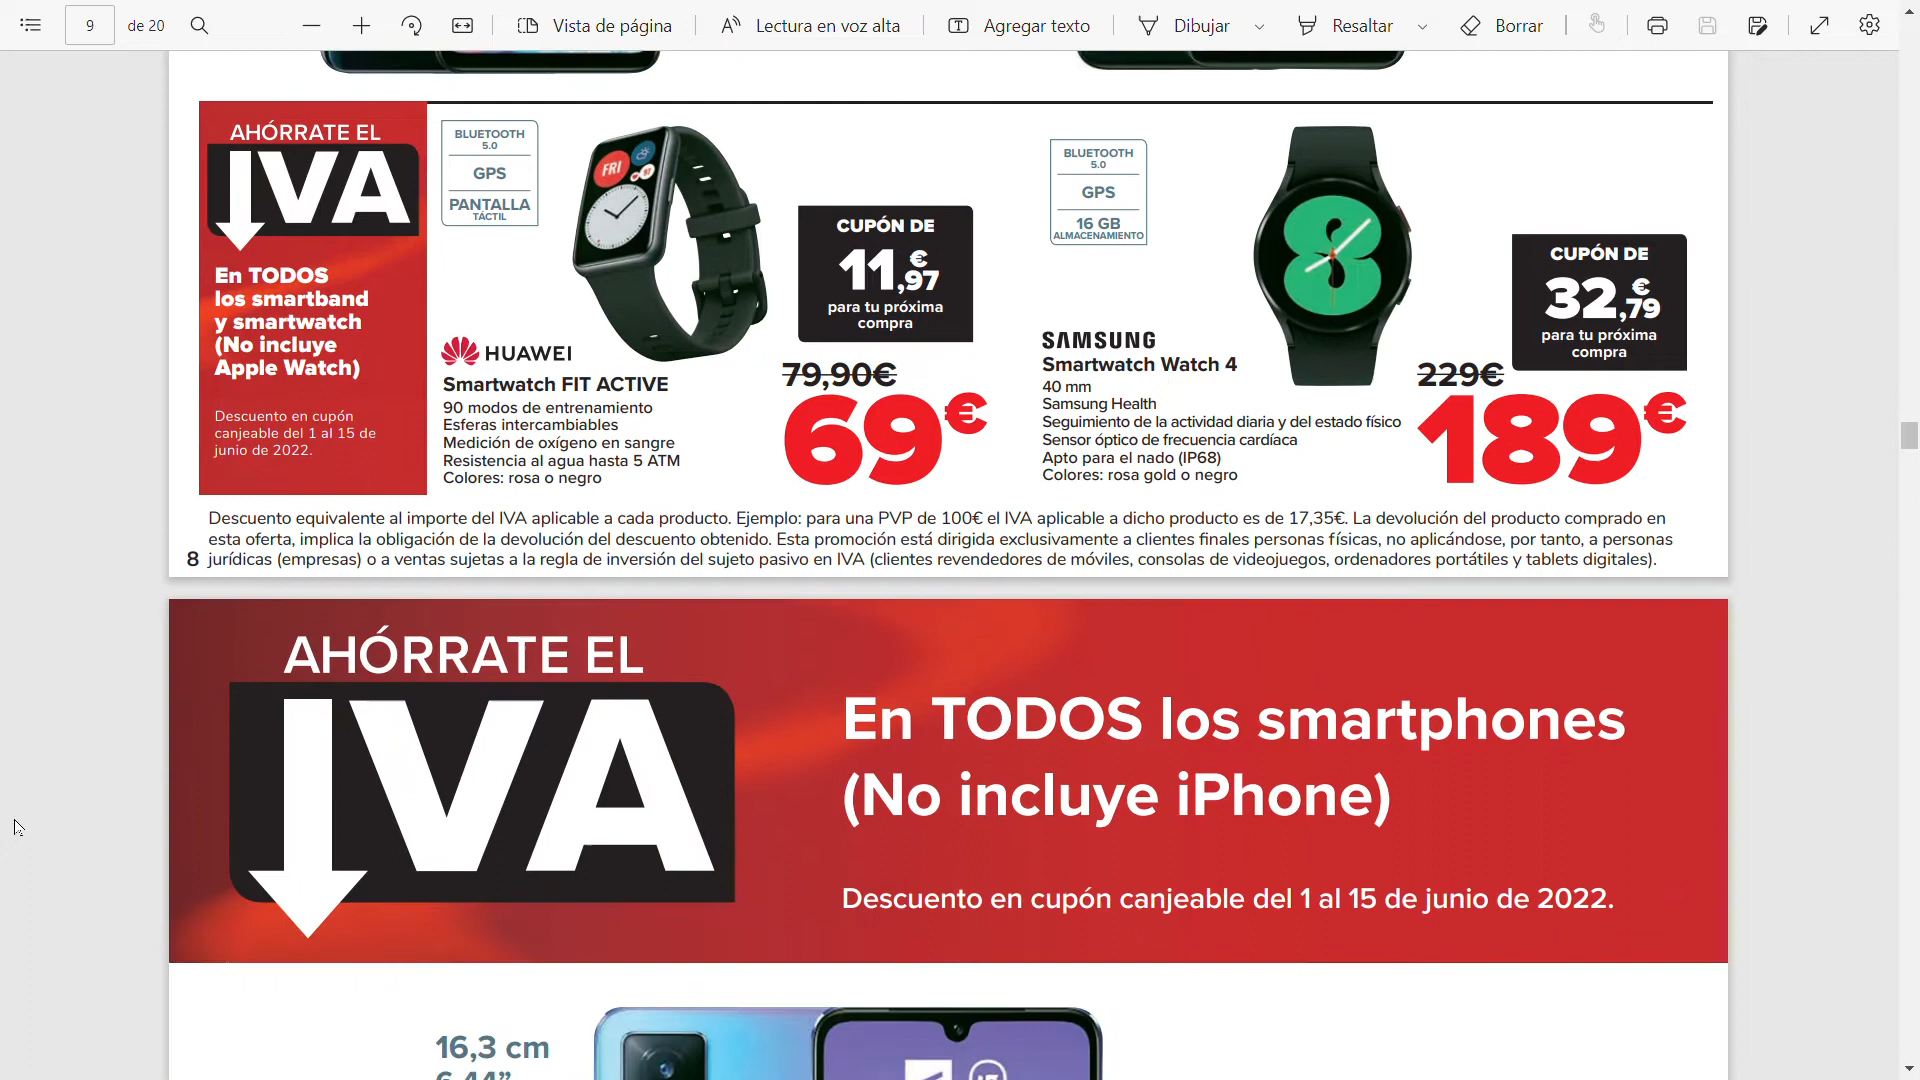 9
de 20
Vista de página
Lectura en voz alta
Agregar texto
Dibujar
Resaltar
Borrar
AHÓRRATE EL
IVA
En TODOS
los smartband
y smartwatch
(No incluye
Apple Watch)
Descuento en cupón
canjeable del 1 al 15 de
junio de 2022.
BLUETOOTH
5.0
GPS
PANTALLA
TÁCTIL
FRI
HUAWEI
Smartwatch FIT ACTIVE
90 modos de entrenamiento
Esferas intercambiables
Medición de oxígeno en sangre
Resistencia al agua hasta 5 ATM
Colores: rosa o negro
CUPÓN DE
11,97€
para tu próxima
compra
79,90€
69€
BLUETOOTH
5.0
GPS
16 GB
ALMACENAMIENTO
SAMSUNG
Smartwatch Watch 4
40 mm
Samsung Health
Seguimiento de la actividad diaria y del estado físico
Sensor óptico de frecuencia cardíaca
Apto para el nado (IP68)
Colores: rosa gold o negro
CUPÓN DE
32,79€
para tu próxima
compra
229€
189€
Descuento equivalente al importe del IVA aplicable a cada producto. Ejemplo: para una PVP de 100€ el IVA aplicable a dicho producto es de 17,35€. La devolución del producto comprado en
esta oferta, implica la obligación de la devolución del descuento obtenido. Esta promoción está dirigida exclusivamente a clientes finales personas físicas, no aplicándose, por tanto, a personas
8 jurídicas (empresas) o a ventas sujetas a la regla de inversión del sujeto pasivo en IVA (clientes revendedores de móviles, consolas de videojuegos, ordenadores portátiles y tablets digitales).
AHÓRRATE EL
IVA
En TODOS los smartphones
(No incluye iPhone)
Descuento en cupón canjeable del 1 al 15 de junio de 2022.
16,3 cm
6,44”